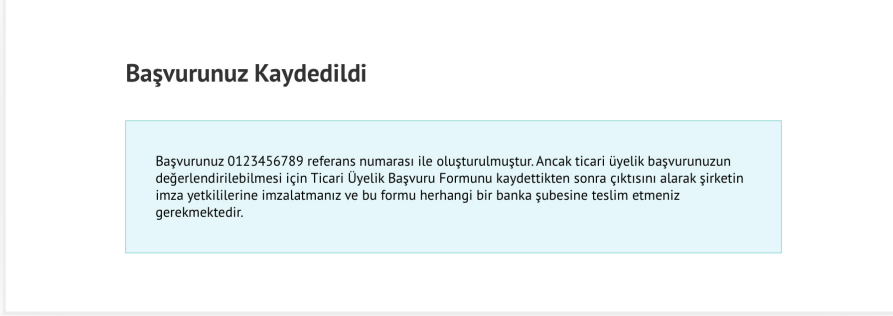 Başvurunuz Kaydedildi
Başvurunuz 0123456789 referans numarası ile oluşturulmuştur. Ancak ticari üyelik başvurunuzun
değerlendirilebilmesi için Ticari Üyelik Başvuru Formunu kaydettikten sonra çıktısını alarak şirketin
imza yetkililerine imzalatmanız ve bu formu herhangi bir banka şubesine teslim etmeniz
gerekmektedir.